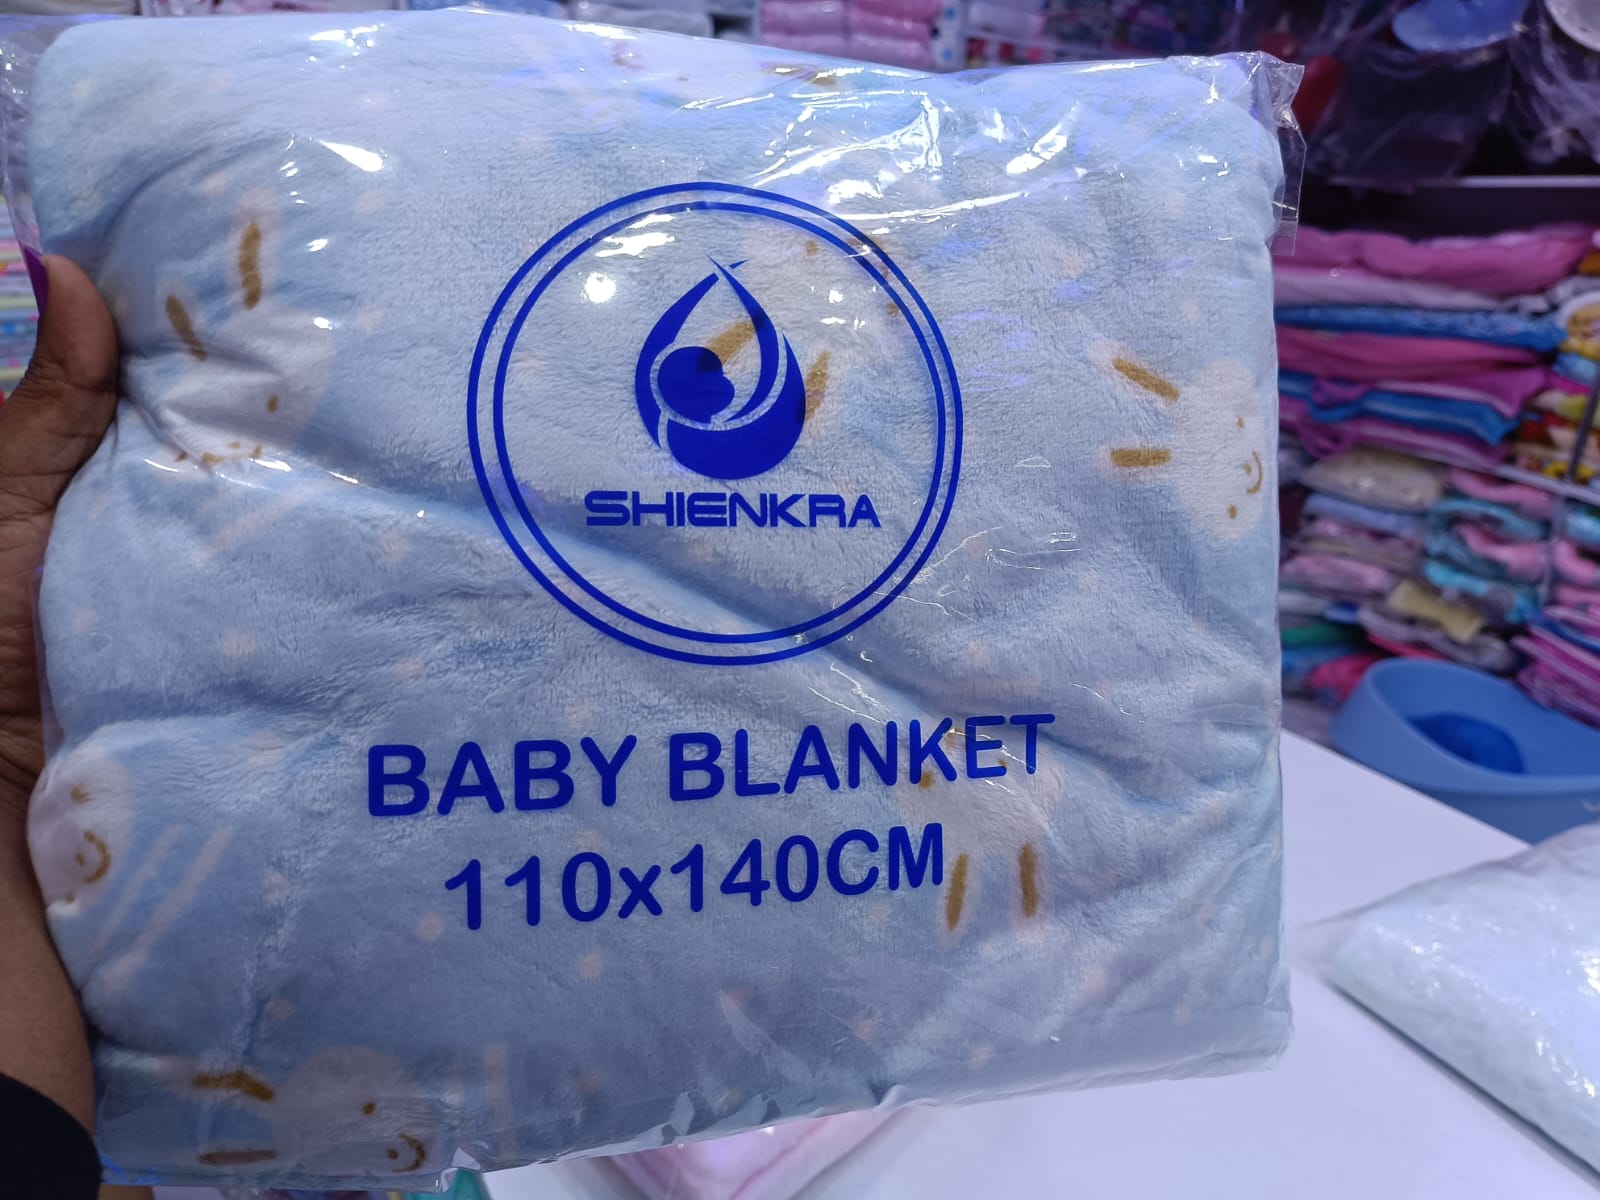 SHIENKRA
BABY BLANKET
110x140CM